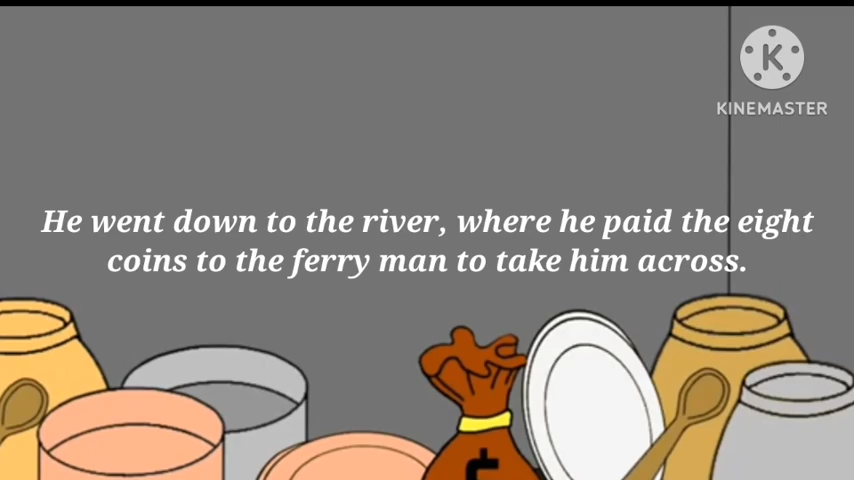 KINEMASTER
He went down to the river, where he paid the eight
coins to the ferry man to take him across.